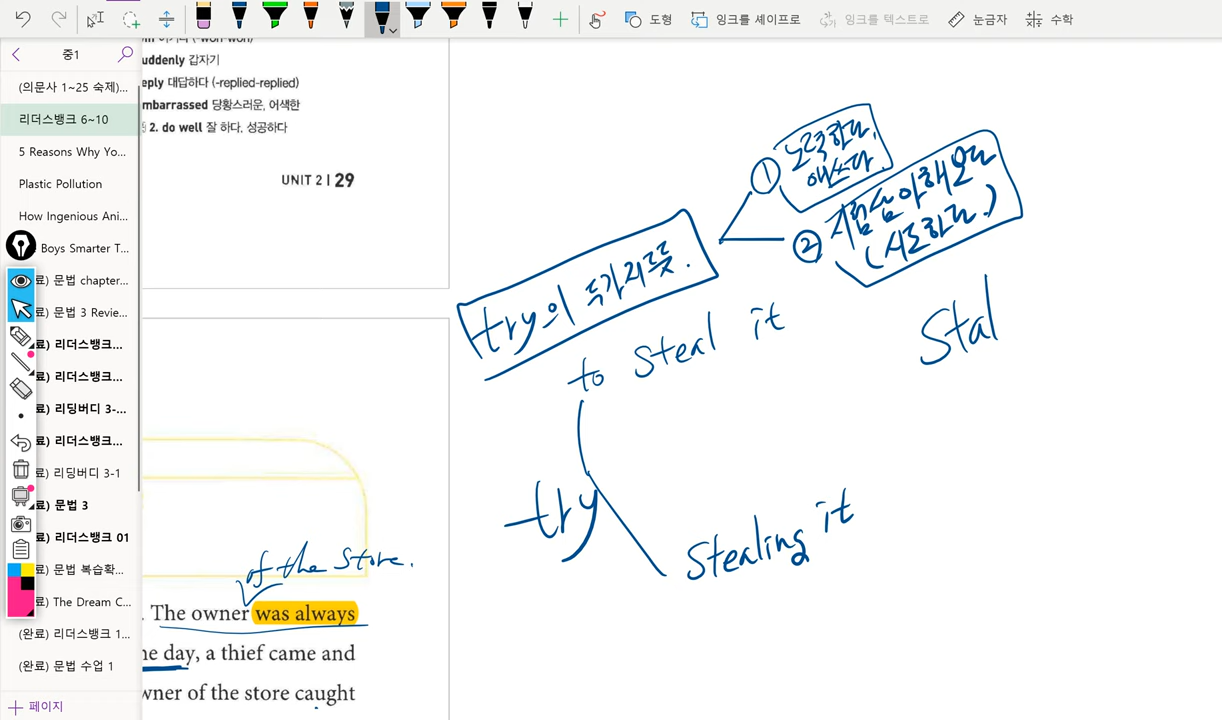 도형
잉크를 셰이프로
잉크를 텍스트로
눈금자
수학
중1
(의문사 1~25 숙제)...
리더스뱅크 6~10
5 Reasons Why Yo...
Plastic Pollution
How Ingenious Ani...
Boys Smarter T...
료) 문법 chapter...
료) 문법 3 Revie...
료) 리더스뱅크...
료) 리더스뱅크...
료) 리딩버디 3-...
료) 리더스뱅크...
료) 리딩버디 3-1
료) 문법 3
료) 리더스뱅크 01
료) 문법 복습확...
료) The Dream C...
(완료) 리더스뱅크 1...
(완료) 문법 수업 1
페이지
uddenly 갑자기
eply 대답하다 (-replied-replied)
mbarrassed 당황스러운, 어색한
2. do well 잘 하다, 성공하다
UNIT 2 | 29
try의 두가지 뜻.
① 노력하다,
애쓰다
② 시험삼아 해보다
(시도하다.)
to steal it
Stal
try
Stealing it
of the Store.
. The owner was always
ne day, a thief came and
wner of the store caught